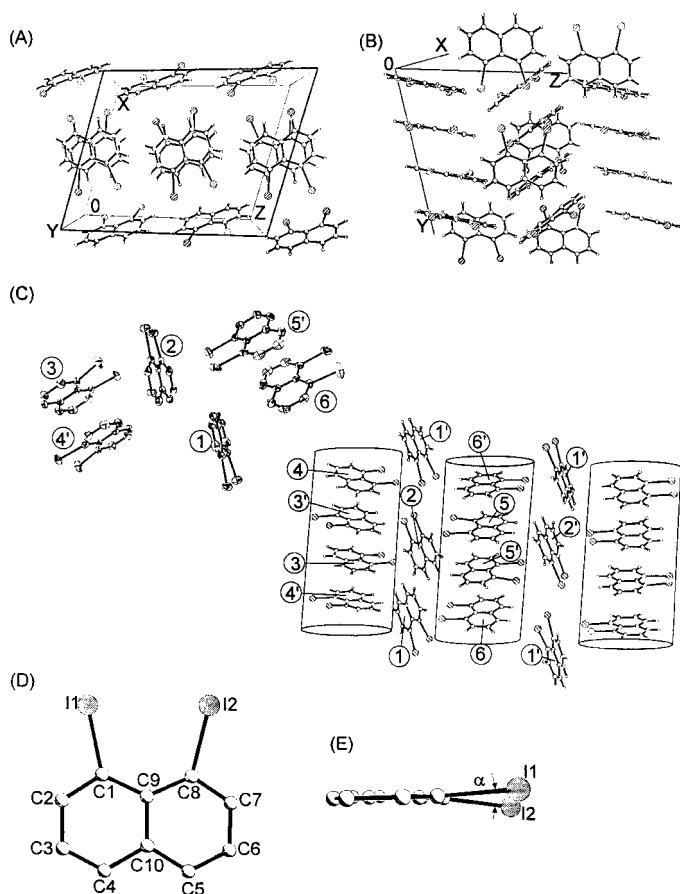 (A)
X
0
Z
Y
(B)
X
0
Z
Y
(C)
5'
2
3
6
4'
1
1'
6'
1'
4
2
3'
5
2'
3
5'
4'
1
6
1'
(D)
I1
I2
C9
C1
C8
C2
C7
C3
C6
C10
C4
C5
(E)
α
I1
I2